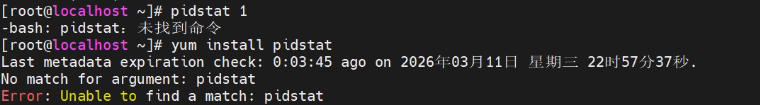 [root@localhost ~]# pidstat 1
-bash: pidstat：未找到命令
[root@localhost ~]# yum install pidstat
Last metadata expiration check: 0:03:45 ago on 2026年03月11日 星期三 22时57分37秒.
No match for argument: pidstat
Error: Unable to find a match: pidstat